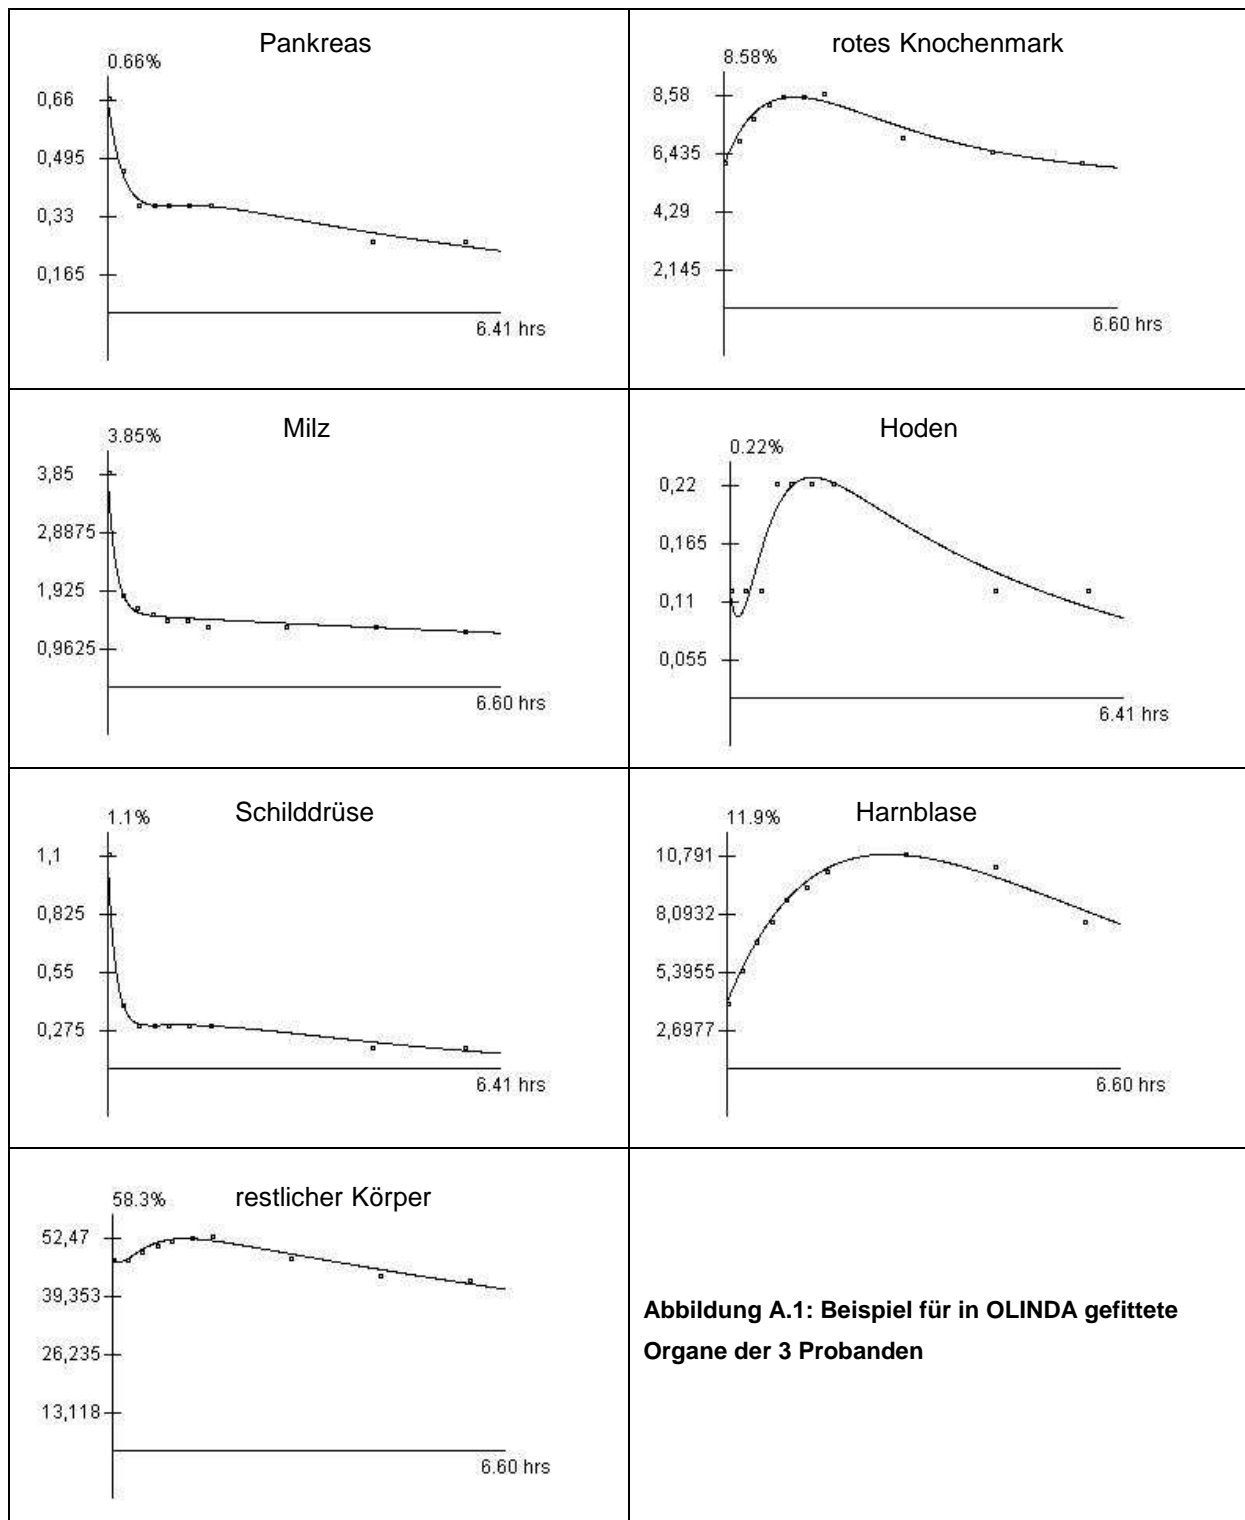 Pankreas
0.66%
0,66
0,495
0,33
0,165
6.41 hrs
rotes Knochenmark
8.58%
8,58
6,435
4,29
2,145
6.60 hrs
Milz
3.85%
3,85
2,8875
1,925
0,9625
6.60 hrs
Hoden
0.22%
0,22
0,165
0,11
0,055
6.41 hrs
Schilddrüse
1.1%
1,1
0,825
0,55
0,275
6.41 hrs
Harnblase
11.9%
10,791
8,0932
5,3955
2,6977
6.60 hrs
restlicher Körper
58.3%
52,47
39,353
26,235
13,118
6.60 hrs
Abbildung A.1: Beispiel für in OLINDA gefittete
Organe der 3 Probanden